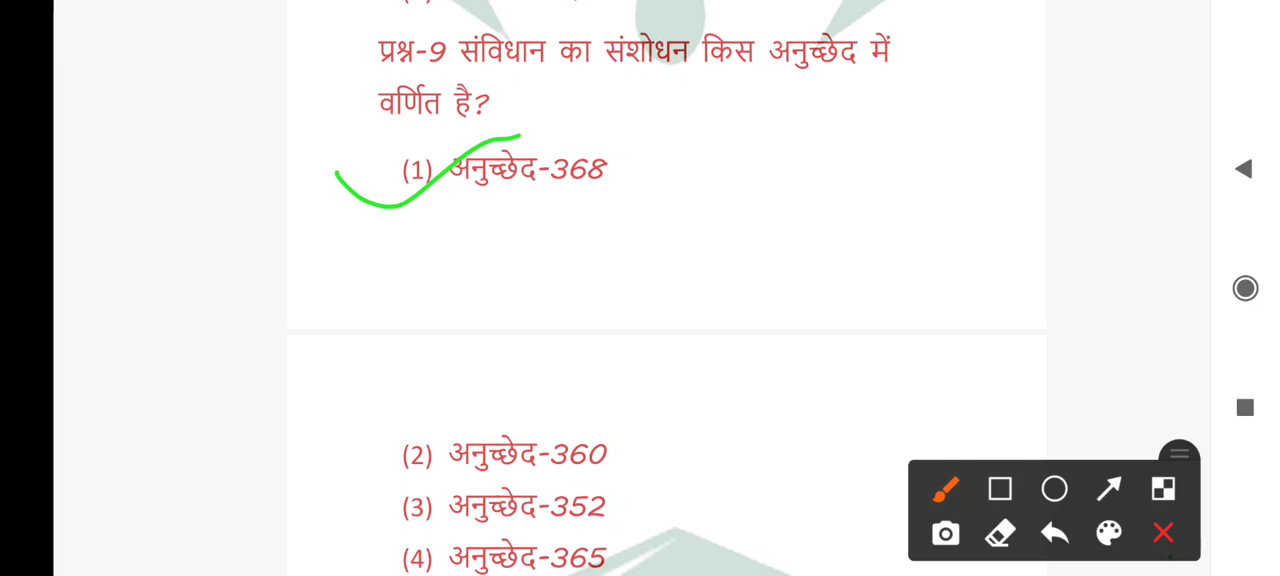 प्रश्न-9 संविधान का संशोधन किस अनुच्छेद में
वर्णित है?
(1) अनुच्छेद-368
(2) अनुच्छेद-360
(3) अनुच्छेद-352
(4) अनुच्छेद-365